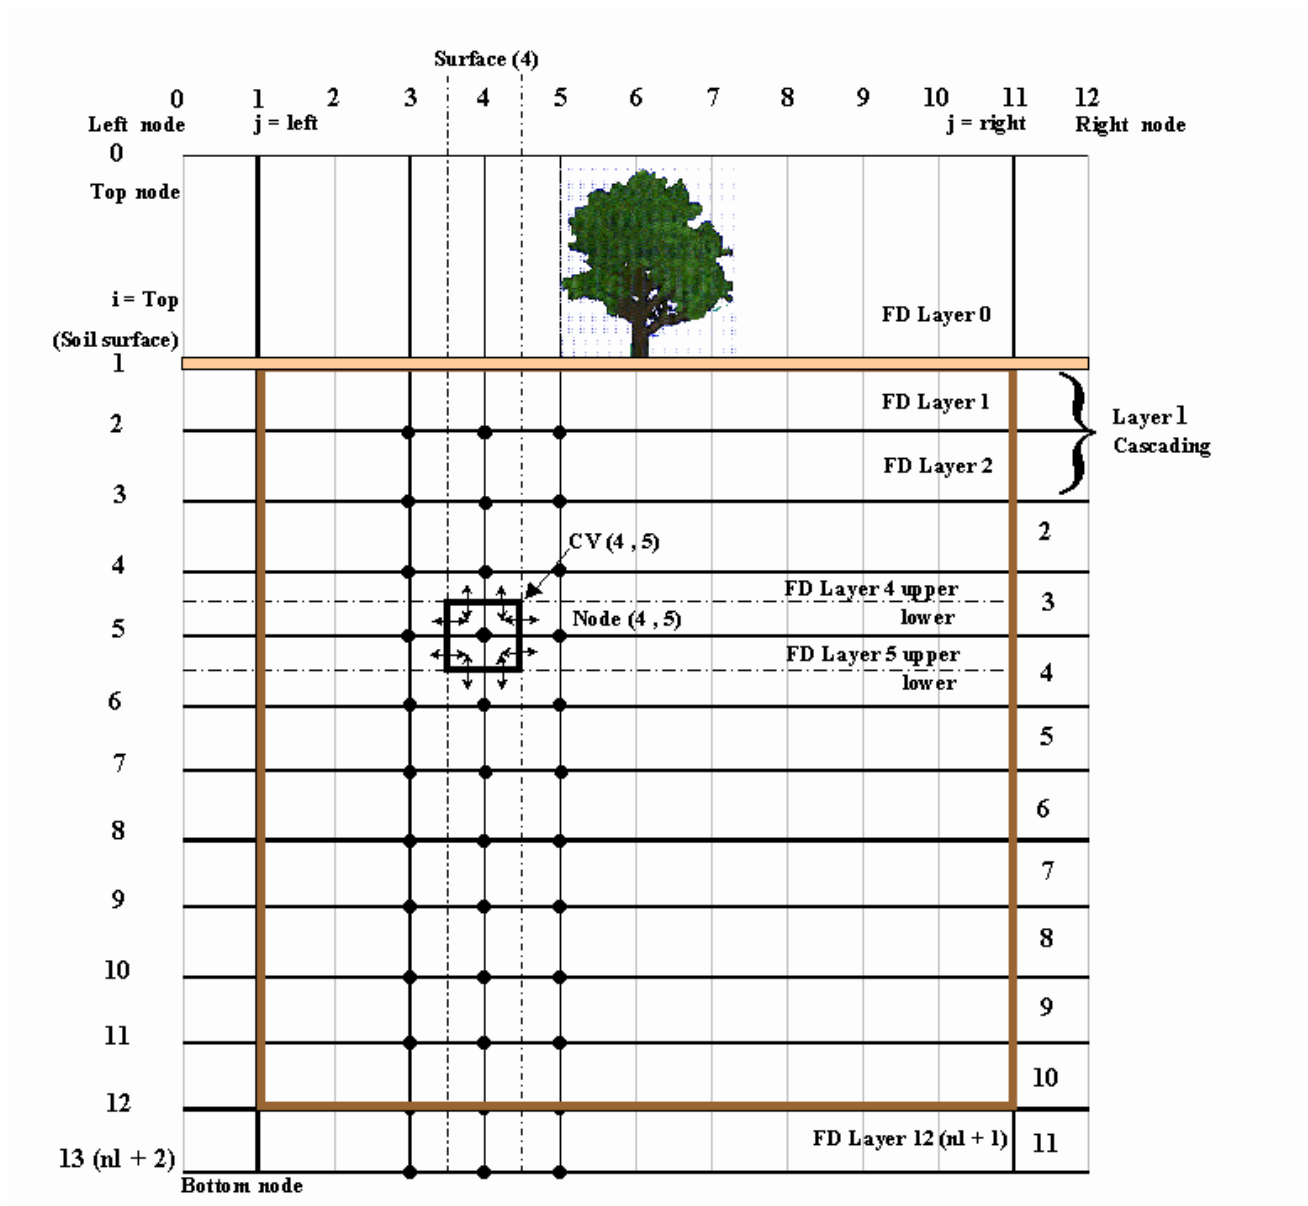 Surface (4)
0 1 2 3 4 5 6 7 8 9 10 11 12
Left node j = left j = right Right node
0
Top node
i = Top
FD Layer 0
(Soil surface)
1
FD Layer 1
2
Layer 1
Cascading
FD Layer 2
3
2
CV (4 , 5)
4
FD Layer 4 upper
3
lower
Node (4 , 5)
5
FD Layer 5 upper
4
lower
6
5
7
6
8
7
9
8
10
9
11
10
12
FD Layer 12 (nl + 1)
11
13 (nl + 2)
Bottom node